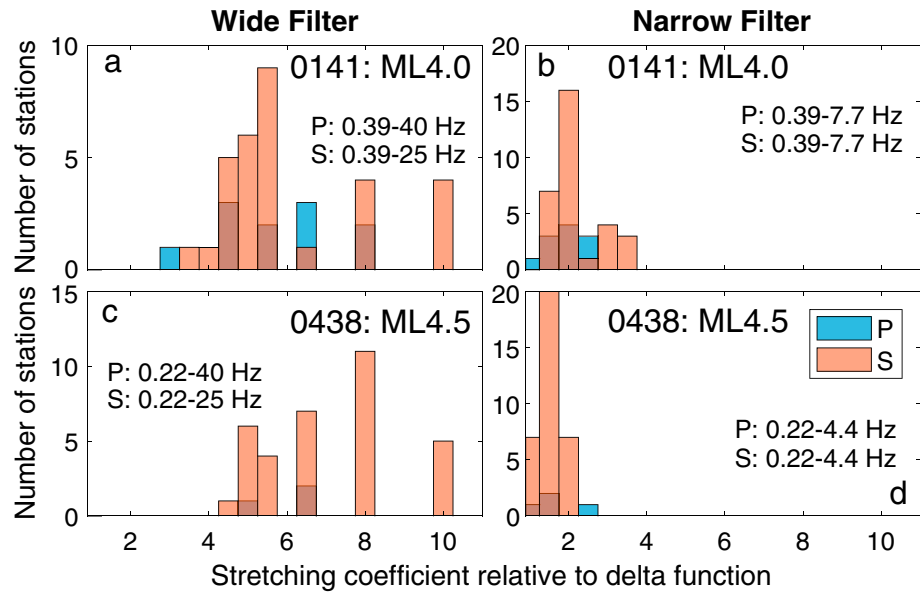 Wide Filter
Narrow Filter
Number of stations
10
5
0
a
0141: ML4.0
P: 0.39-40 Hz
S: 0.39-25 Hz
20
15
10
5
0
b
0141: ML4.0
P: 0.39-7.7 Hz
S: 0.39-7.7 Hz
Number of stations
15
10
5
0
c
0438: ML4.5
P: 0.22-40 Hz
S: 0.22-25 Hz
2 4 6 8 10
20
15
10
5
0
0438: ML4.5
P
S
P: 0.22-4.4 Hz
S: 0.22-4.4 Hz
d
2 4 6 8 10
Stretching coefficient relative to delta function